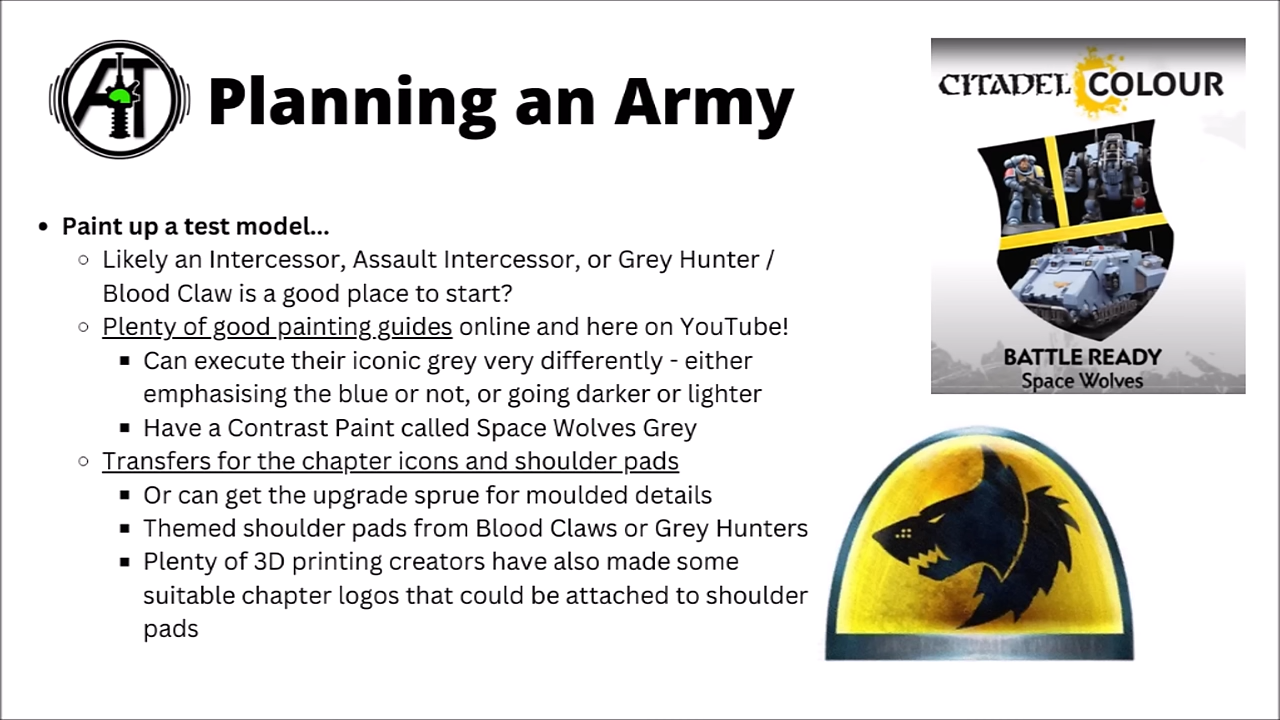 AT
Planning an Army
CITADEL COLOUR
BATTLE READY
Space Wolves
• Paint up a test model...
○ Likely an Intercessor, Assault Intercessor, or Grey Hunter /
Blood Claw is a good place to start?
○ Plenty of good painting guides online and here on YouTube!
▪ Can execute their iconic grey very differently - either
emphasising the blue or not, or going darker or lighter
▪ Have a Contrast Paint called Space Wolves Grey
○ Transfers for the chapter icons and shoulder pads
▪ Or can get the upgrade sprue for moulded details
▪ Themed shoulder pads from Blood Claws or Grey Hunters
▪ Plenty of 3D printing creators have also made some
suitable chapter logos that could be attached to shoulder
pads